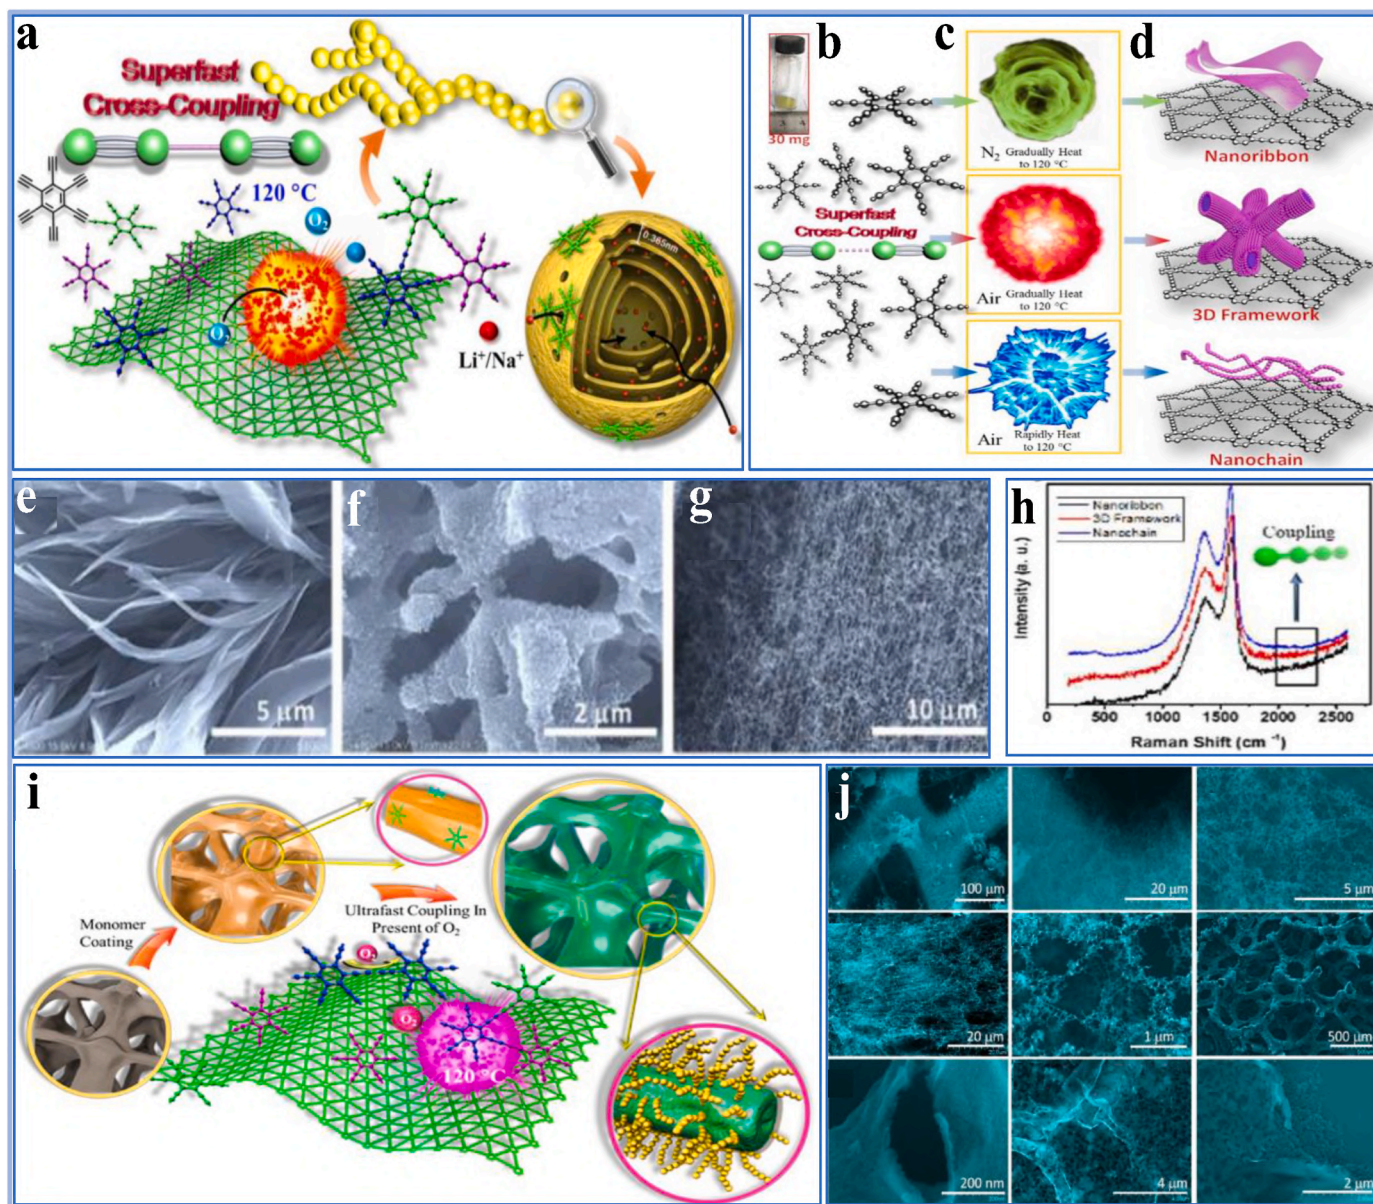 a
Superfast
Cross-Coupling
120 °C
O2
O2
Li+/Na+
0.365nm
b
30 mg
Superfast
Cross-Coupling
c
N2 Gradually Heat
to 120 °C
Air Gradually Heat
to 120 °C
Air Rapidly Heat
to 120 °C
d
Nanoribbon
3D Framework
Nanochain
e
5 μm
f
2 μm
g
10 μm
h
Nanoribbon
3D Framework
Nanochain
Coupling
Intensity (a. u.)
0 500 1000 1500 2000 2500
Raman Shift (cm⁻¹)
i
Monomer
Coating
Ultrafast Coupling In
Present of O2
O2
O2
120 °C
j
100 μm
20 μm
5 μm
20 μm
1 μm
500 μm
200 nm
4 μm
2 μm